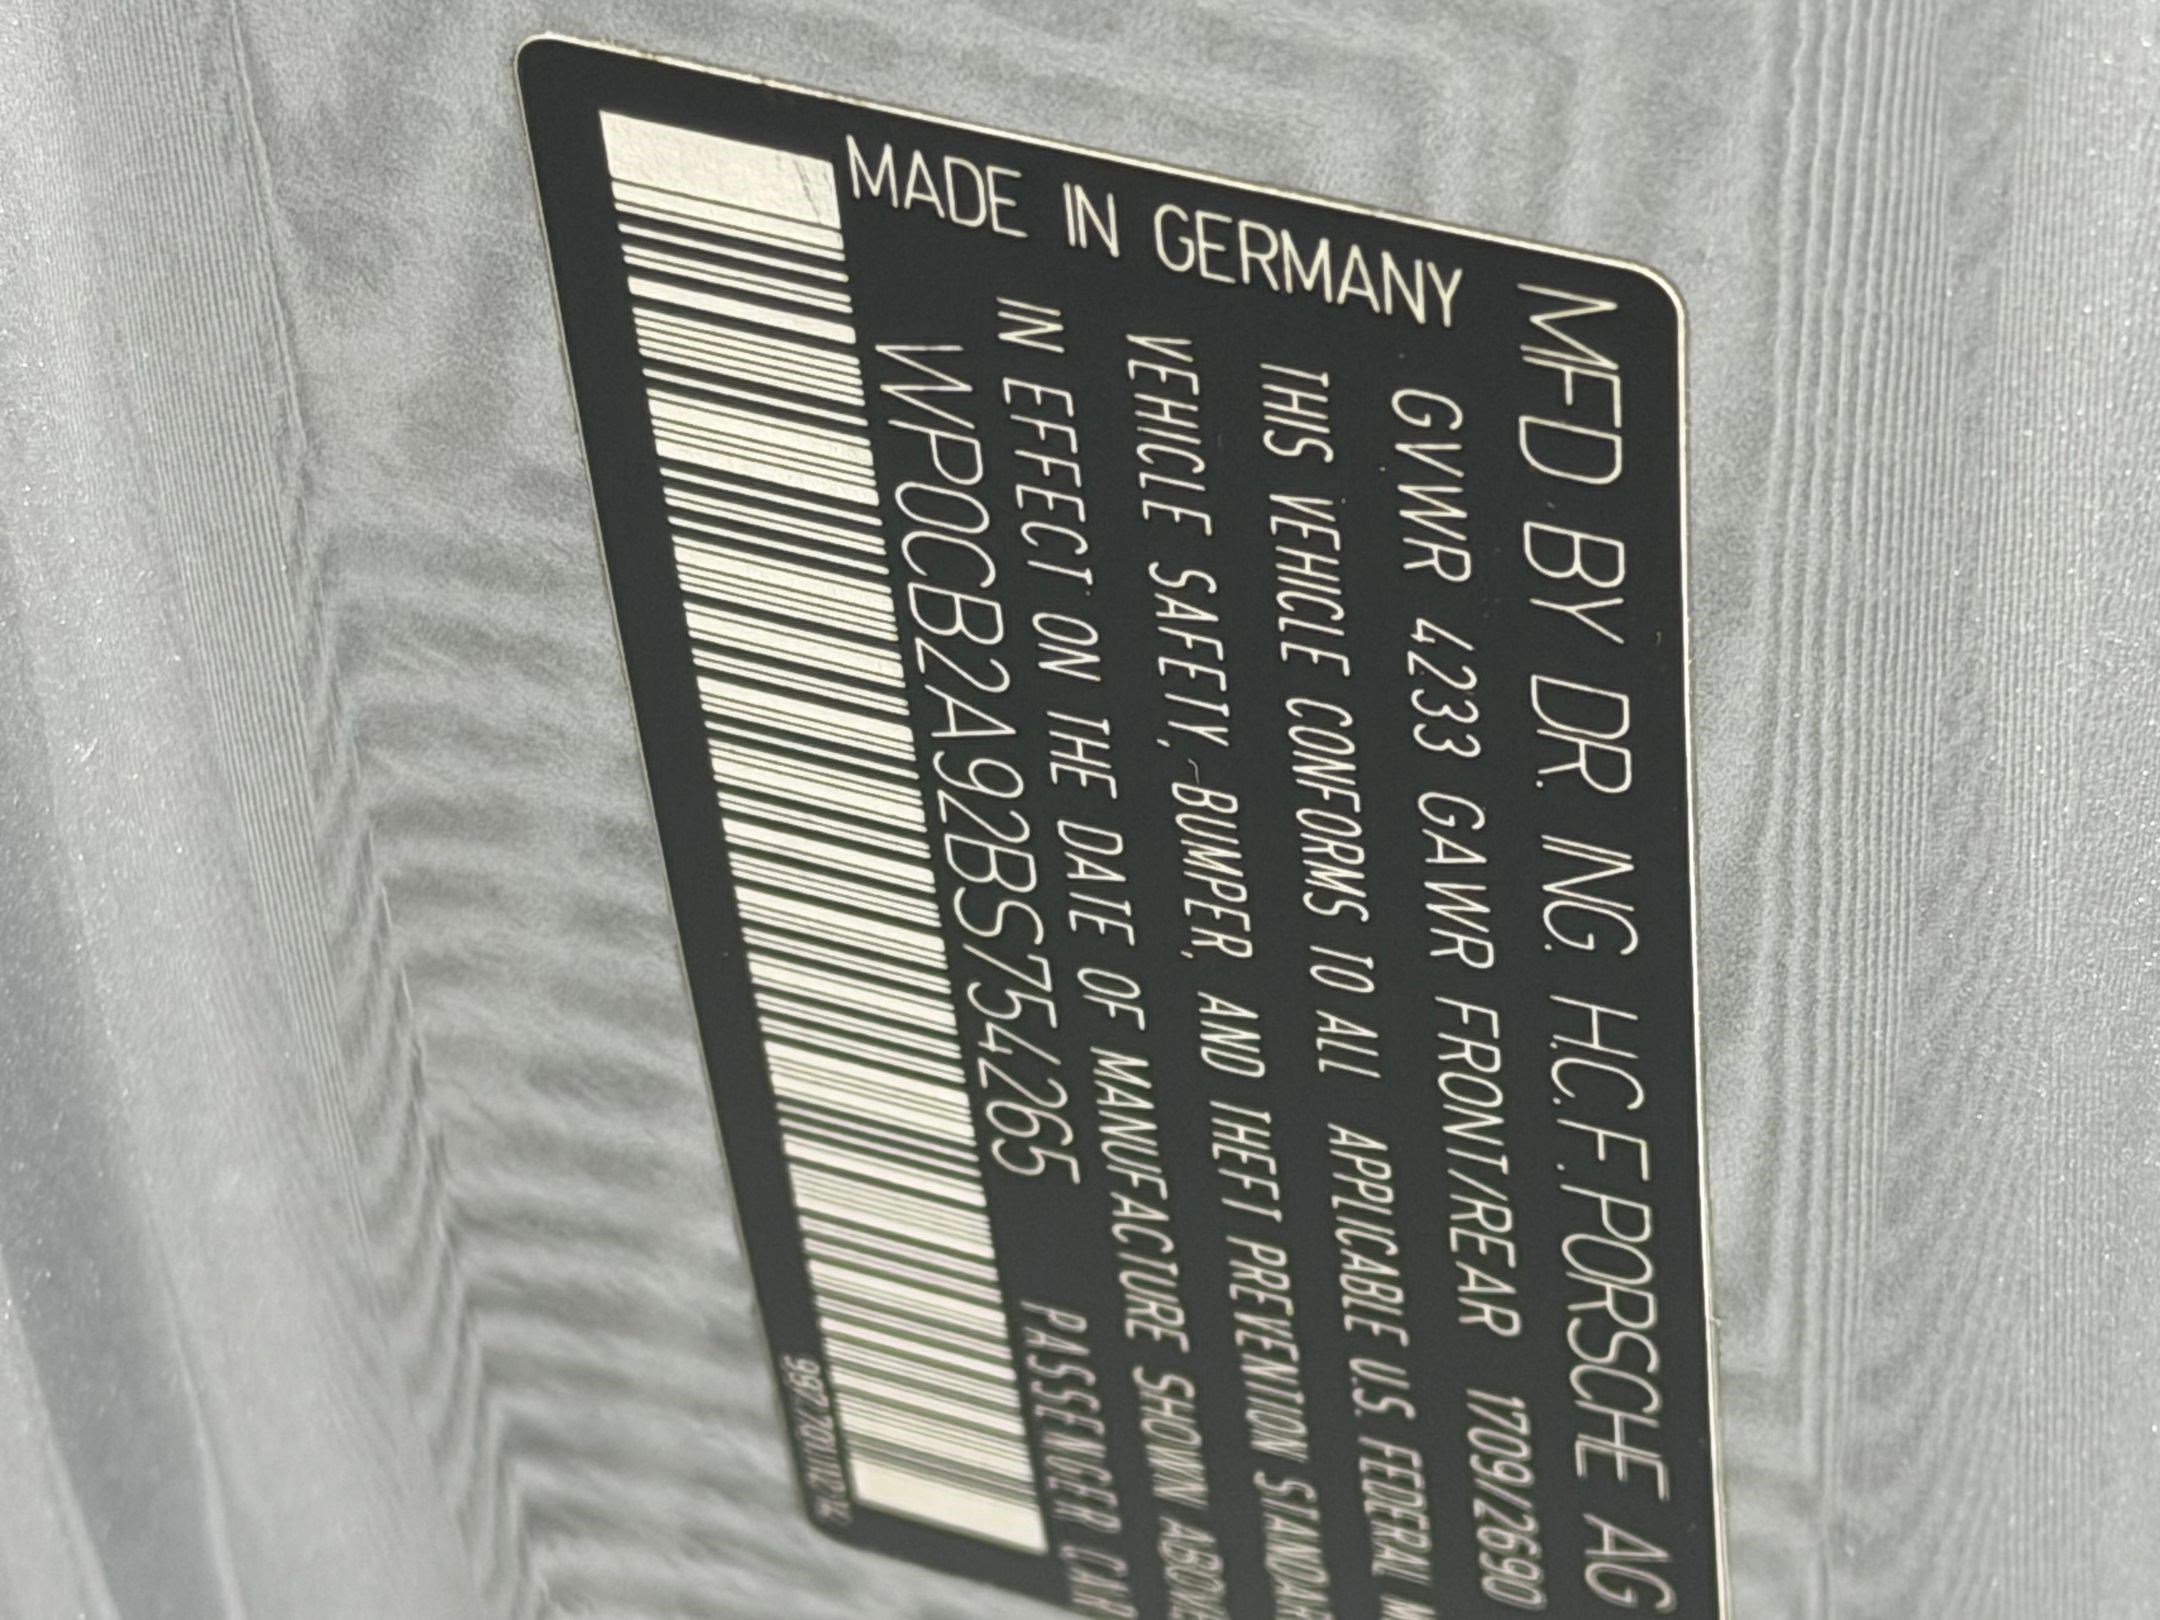 MFD BY DR. ING. H.C.F.PORSCHE AG
GVWR 4233 GAWR FRONT/REAR 1709/2690
THIS VEHICLE CONFORMS TO ALL APPLICABLE U.S. FEDERAL
VEHICLE SAFETY, BUMPER, AND THEFT PREVENTION
IN EFFECT ON THE DATE OF MANUFACTURE SHOWN ABOVE
WP0CB2A92BS754265 PASSENGER CAR
MADE IN GERMANY